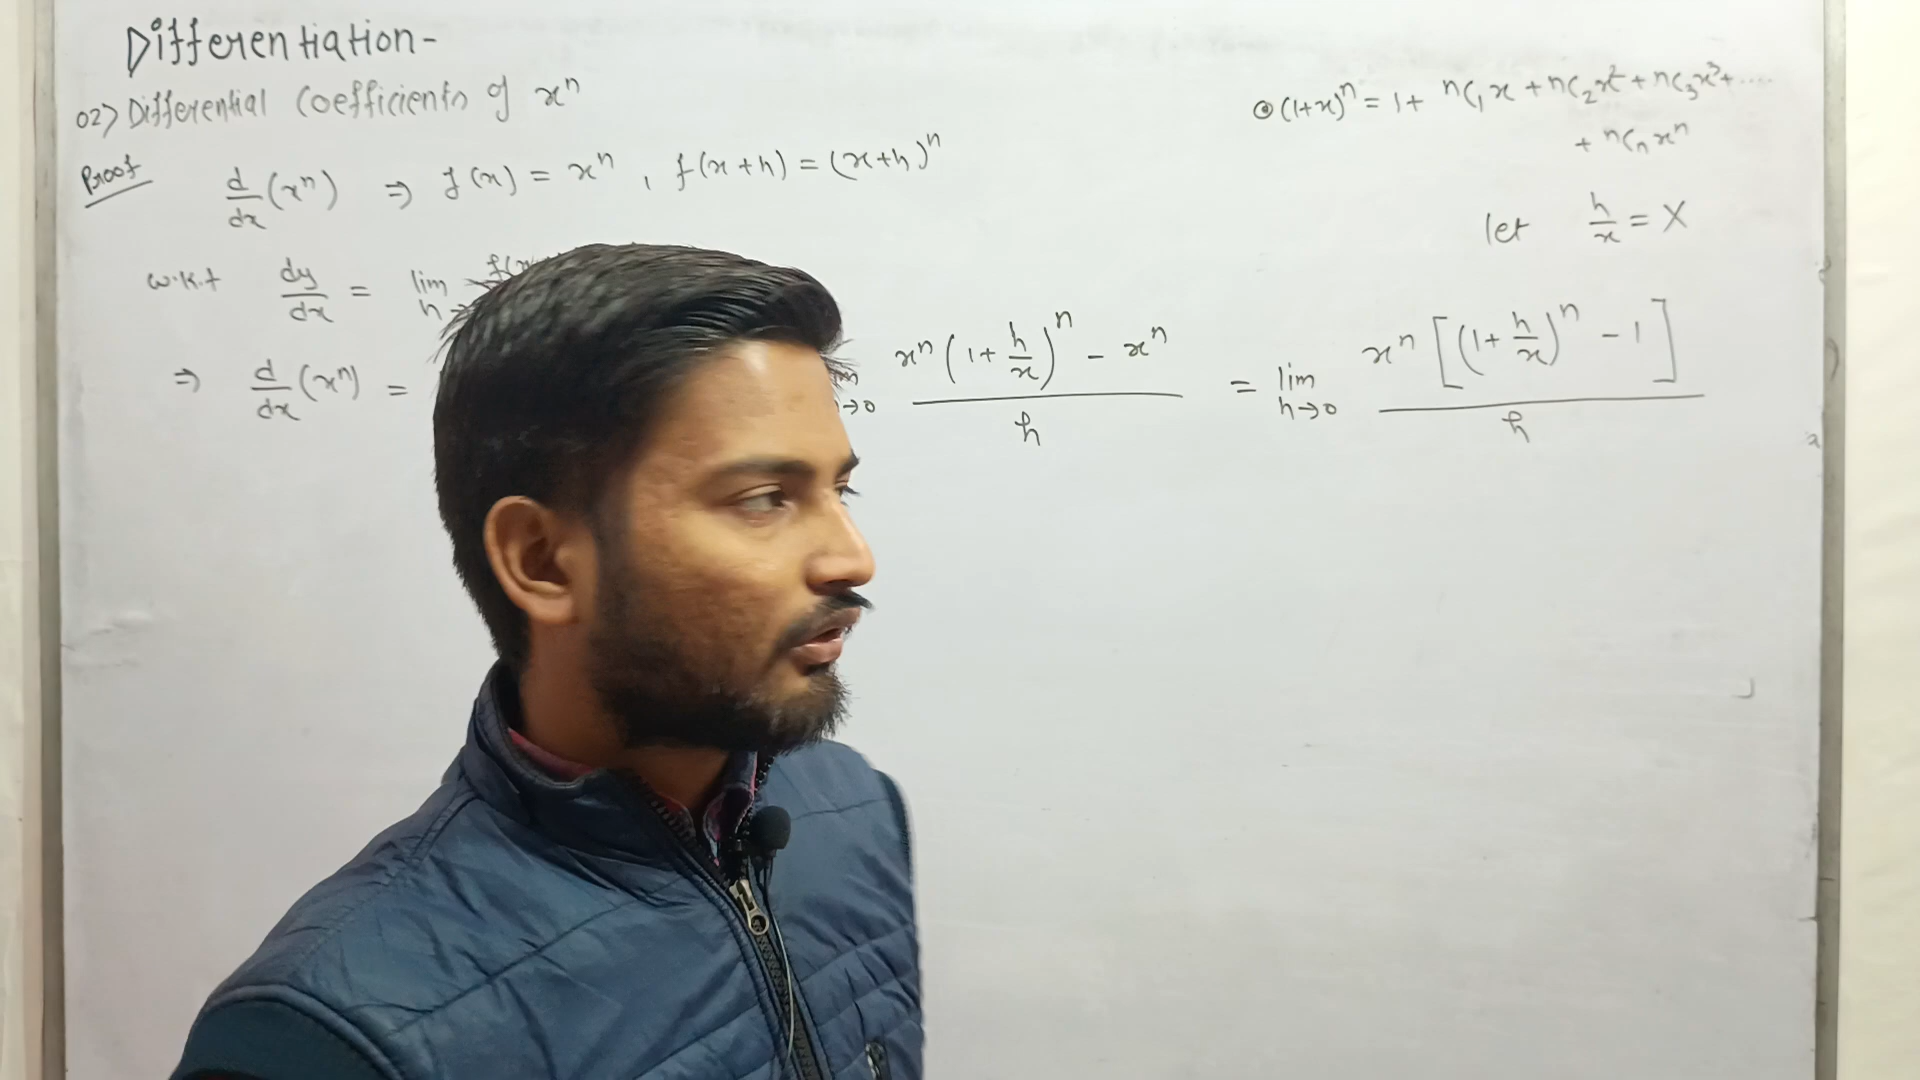 Differentiation-
02) Differential Coefficients of xⁿ
Proof
d/dx (xⁿ) ⇒ f(x) = xⁿ , f(x+h) = (x+h)ⁿ
w.k.t dy/dx = lim h→ f(x
⇒ d/dx (xⁿ) = →0 xⁿ(1+h/x)ⁿ - xⁿ / h = lim h→0 xⁿ[(1+h/x)ⁿ - 1] / h
(1+x)ⁿ = 1 + ⁿC₁x + ⁿC₂x² + ⁿC₃x³ + ....
+ ⁿCₙxⁿ
let h/x = X